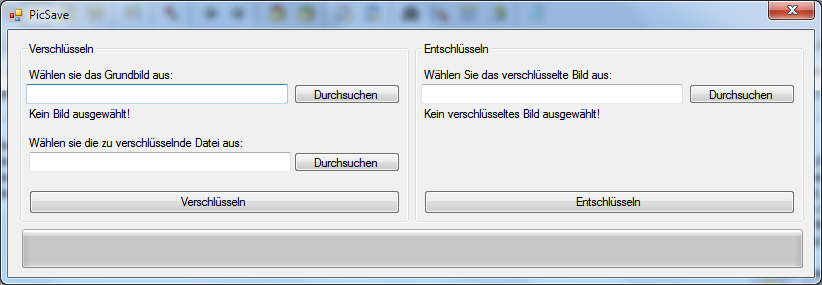 PicSave
Verschlüsseln
Wählen sie das Grundbild aus:
Durchsuchen
Kein Bild ausgewählt!
Wählen sie die zu verschlüsselnde Datei aus:
Durchsuchen
Verschlüsseln
Entschlüsseln
Wählen Sie das verschlüsselte Bild aus:
Durchsuchen
Kein verschlüsseltes Bild ausgewählt!
Entschlüsseln